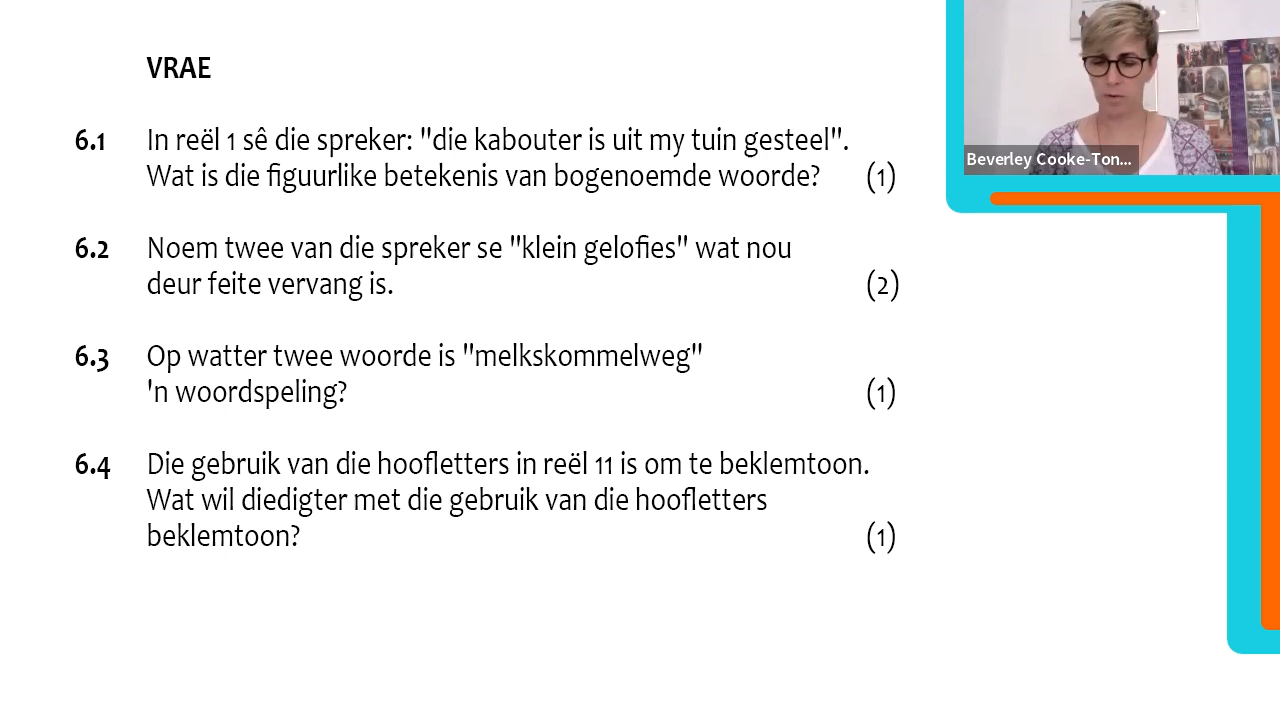 VRAE
6.1 In reël 1 sê die spreker: "die kabouter is uit my tuin gesteel".
Wat is die figuurlike betekenis van bogenoemde woorde? (1)
6.2 Noem twee van die spreker se "klein gelofies" wat nou
deur feite vervang is. (2)
6.3 Op watter twee woorde is "melkskommelweg"
'n woordspeling? (1)
6.4 Die gebruik van die hoofletters in reël 11 is om te beklemtoon.
Wat wil diedigter met die gebruik van die hoofletters
beklemtoon? (1)
Beverley Cooke-Ton...